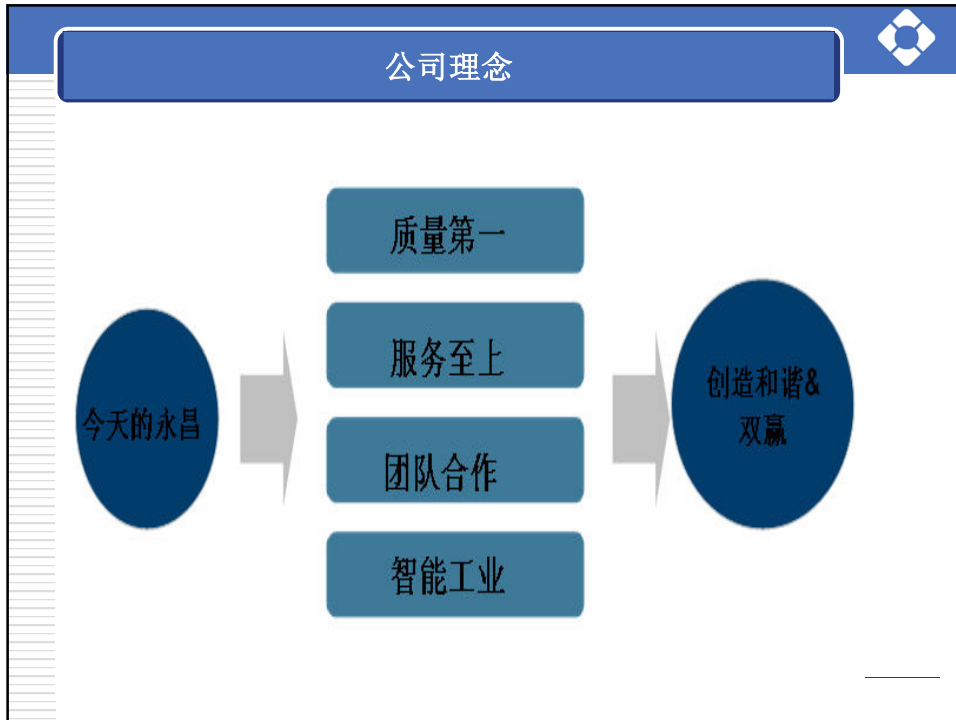 公司理念
质量第一
服务至上
今天的永昌
创造和谐&
双赢
团队合作
智能工业